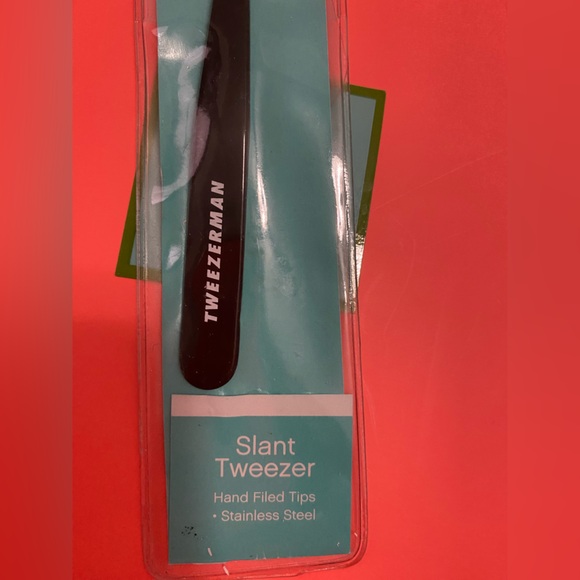 TWEEZERMAN
Slant
Tweezer
Hand Filed Tips
• Stainless Steel